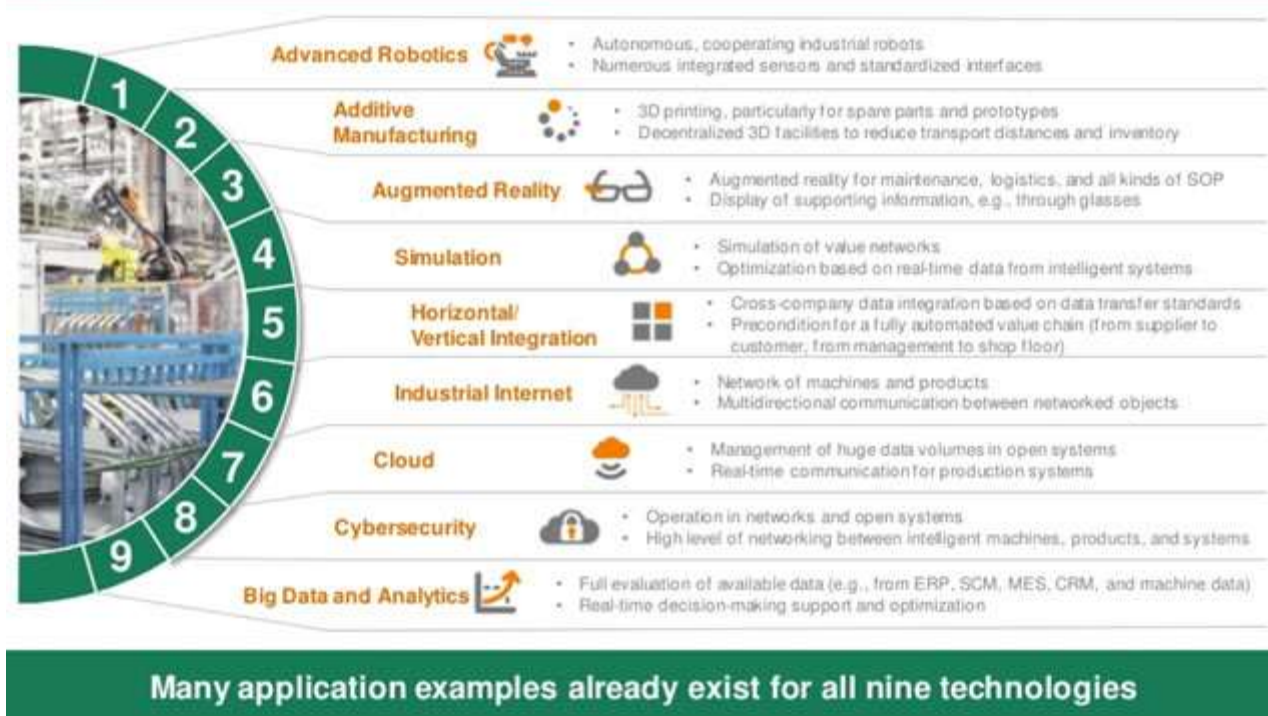 1
Advanced Robotics
• Autonomous, cooperating industrial robots
• Numerous integrated sensors and standardized interfaces
2
Additive
Manufacturing
• 3D printing, particularly for spare parts and prototypes
• Decentralized 3D facilities to reduce transport distances and inventory
3
Augmented Reality
• Augmented reality for maintenance, logistics, and all kinds of SOP
• Display of supporting information, e.g., through glasses
4
Simulation
• Simulation of value networks
• Optimization based on real-time data from intelligent systems
5
Horizontal/
Vertical Integration
• Cross-company data integration based on data transfer standards
• Precondition for a fully automated value chain (from supplier to
customer, from management to shop floor)
6
Industrial Internet
• Network of machines and products
• Multidirectional communication between networked objects
7
Cloud
• Management of huge data volumes in open systems
• Real-time communication for production systems
8
Cybersecurity
• Operation in networks and open systems
• High level of networking between intelligent machines, products, and systems
9
Big Data and Analytics
• Full evaluation of available data (e.g., from ERP, SCM, MES, CRM, and machine data)
• Real-time decision-making support and optimization
Many application examples already exist for all nine technologies